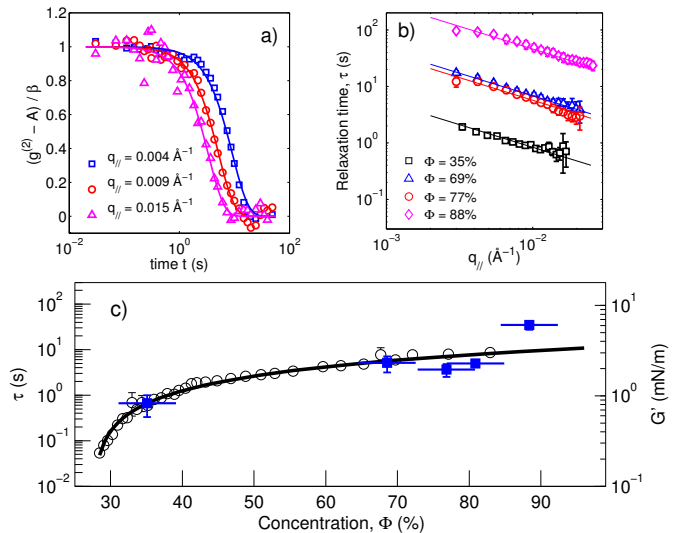 a)
(g(2) – A) / β
1.2
1
0.8
0.6
0.4
0.2
0
q// = 0.004 Å−1
q// = 0.009 Å−1
q// = 0.015 Å−1
10−2 100 102
time t (s)
b)
Relaxation time, τ (s)
103
102
101
100
10−1
Φ = 35%
Φ = 69%
Φ = 77%
Φ = 88%
10−3 10−2
q// (Å−1)
c)
τ (s)
102
101
100
10−1
10−2
G' (mN/m)
101
100
10−1
30 40 50 60 70 80 90
Concentration, Φ (%)